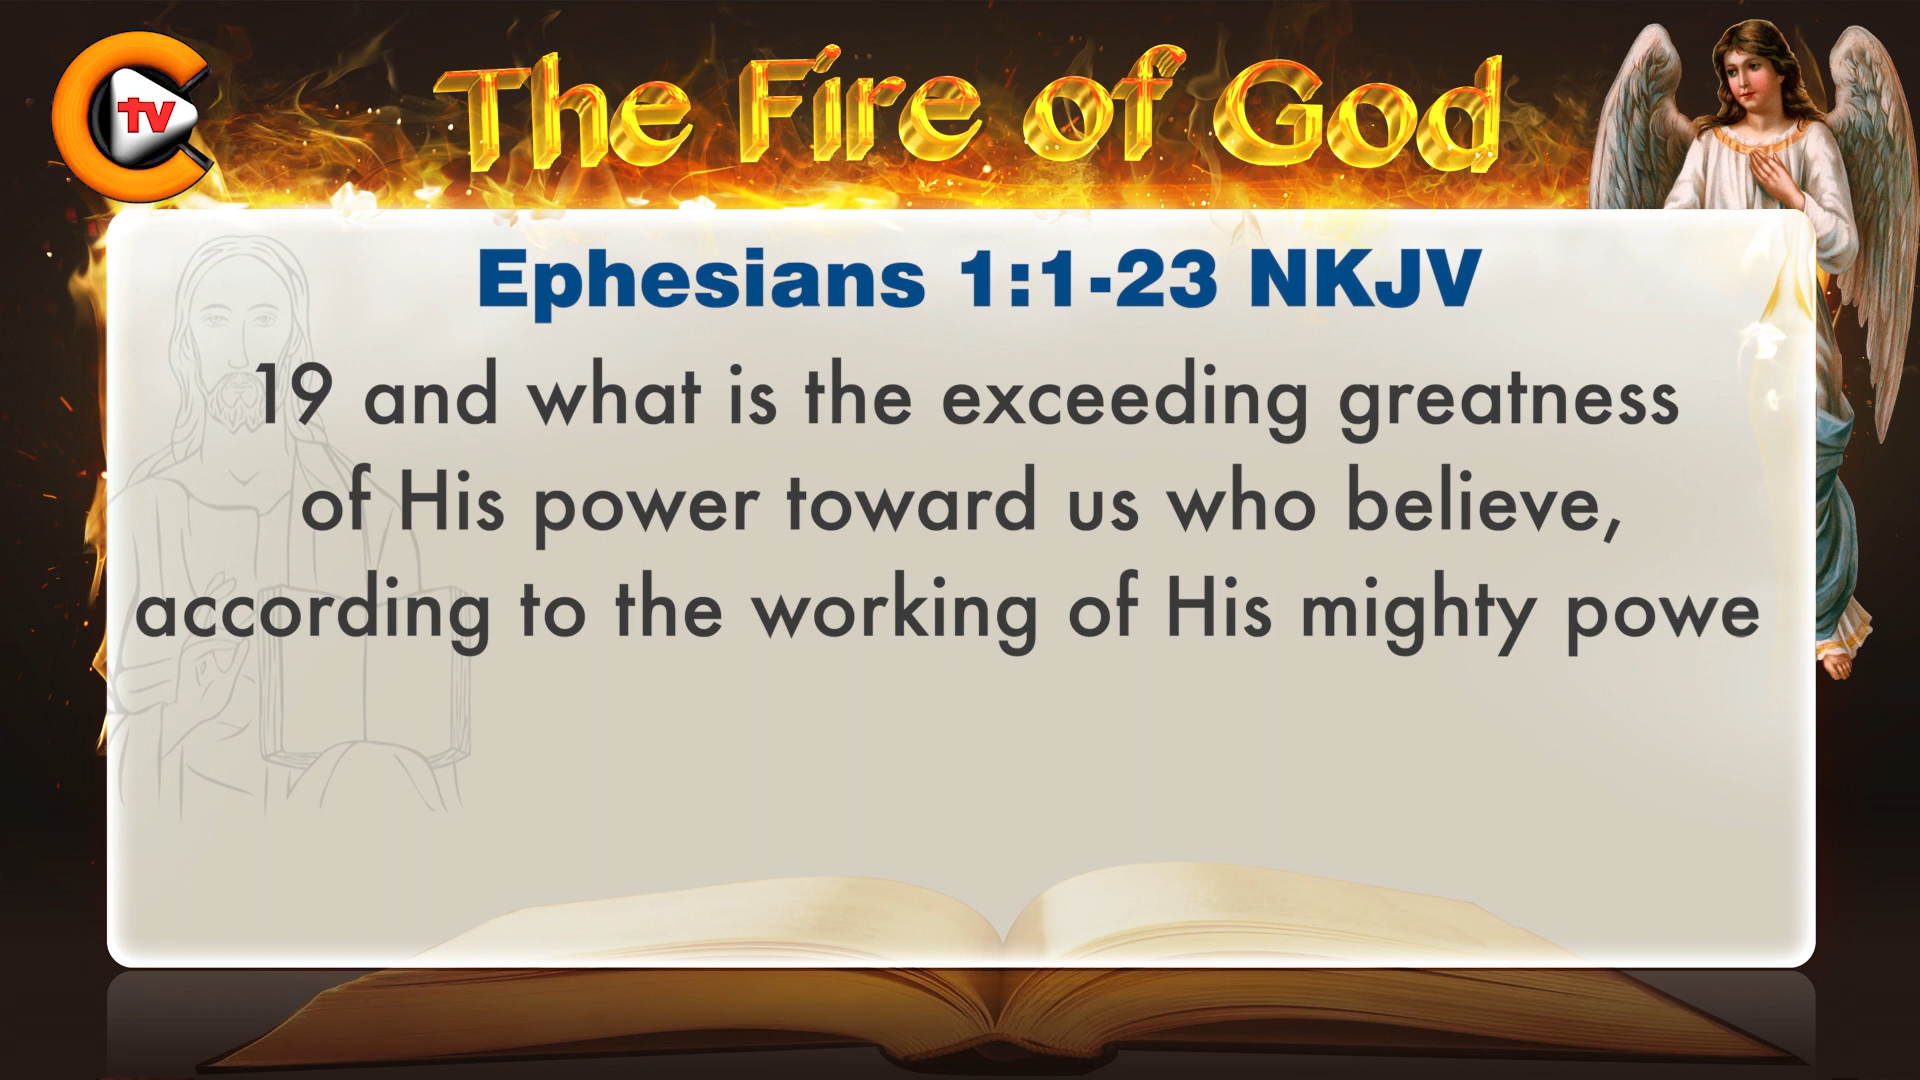 tv
The Fire of God
Ephesians 1:1-23 NKJV
19 and what is the exceeding greatness
of His power toward us who believe,
according to the working of His mighty powe